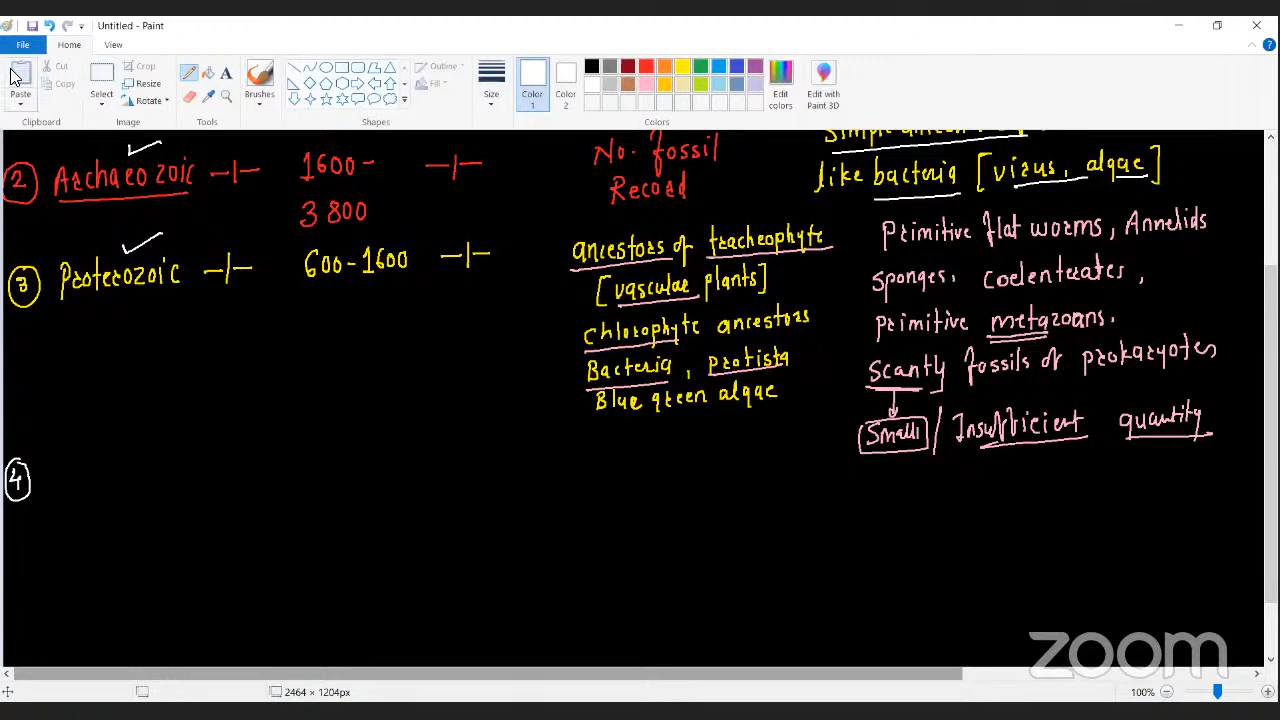 Untitled - Paint
File Home View
Paste
Cut
Copy
Clipboard
Select
Crop
Resize
Rotate
Image
Tools
Brushes
Outline
Fill
Shapes
Size
Color 1
Color 2
Edit colors
Colors
Edit with Paint 3D
2 Archaeozoic -|- 1600- -|- No. fossil
3800 Record
like bacteria [virus, algae]
3 Proterozoic -|- 600-1600 -|- ancestors of tracheophyte
[vascular plants]
chlorophyte ancestors
Bacteria, protista
Blue green algae
Primitive flat worms, Annelids
sponges. coelenterates,
primitive metazoans.
Scantly fossils of prokaryotes
Small / Insufficient quantity
4
zoom
2464 × 1204px
100%